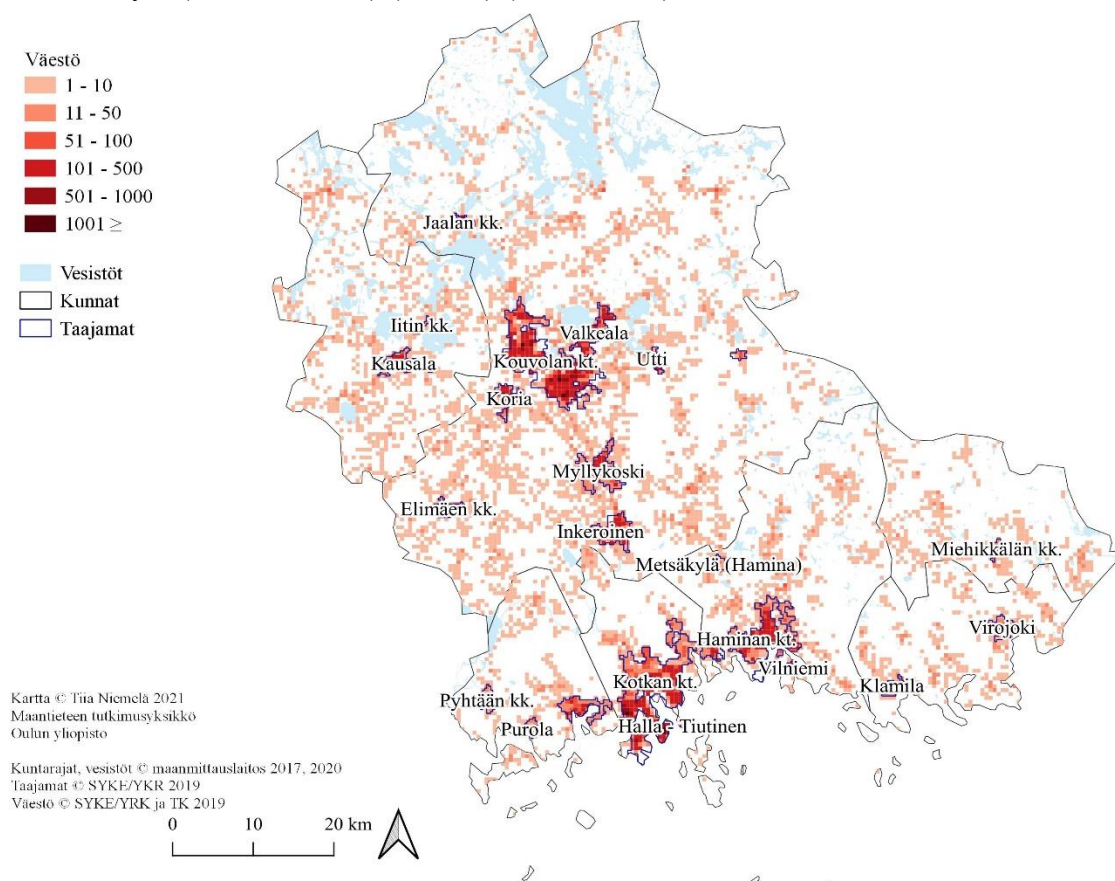 Väestö
1 - 10
11 - 50
51 - 100
101 - 500
501 - 1000
1001 ≥
Vesistöt
Kunnat
Taajamat
Jaalan kk.
Iitin kk.
Kausala
Valkeala
Kouvolan kt.
Utti
Koria
Myllykoski
Elimäen kk.
Inkeroinen
Metsäkylä (Hamina)
Miehikkälän kk.
Virojoki
Haminan kt.
Vilniemi
Klamila
Kotkan kt.
Pyhtään kk.
Purola
Halla - Tiutinen
Kartta © Tiia Niemelä 2021
Maantieteen tutkimusyksikkö
Oulun yliopisto
Kuntarajat, vesistöt © maanmittauslaitos 2017, 2020
Taajamat © SYKE/YKR 2019
Väestö © SYKE/YRK ja TK 2019
0 10 20 km